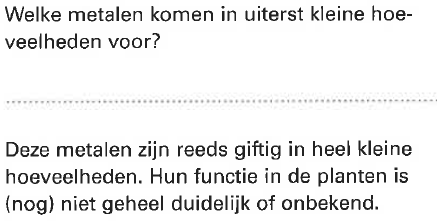 Welke metalen komen in uiterst kleine hoe-
veelheden voor?
Deze metalen zijn reeds giftig in heel kleine
hoeveelheden. Hun functie in de planten is
(nog) niet geheel duidelijk of onbekend.